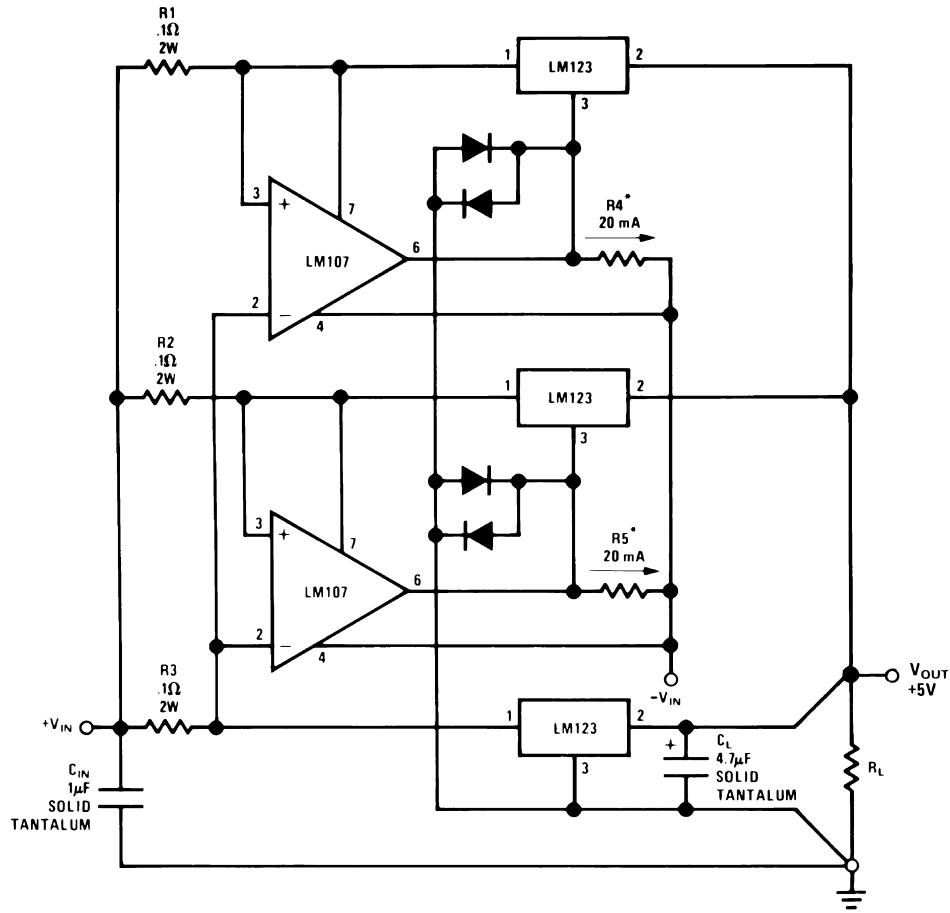 R1
.1Ω
2W
1
LM123
2
3
3
+
7
R4*
20 mA
LM107
6
2
−
4
R2
.1Ω
2W
1
LM123
2
3
3
+
7
R5*
20 mA
LM107
6
2
−
4
R3
.1Ω
2W
−VIN
VOUT
+5V
+VIN
1
LM123
2
3
+
CL
4.7μF
SOLID
TANTALUM
RL
CIN
1μF
SOLID
TANTALUM